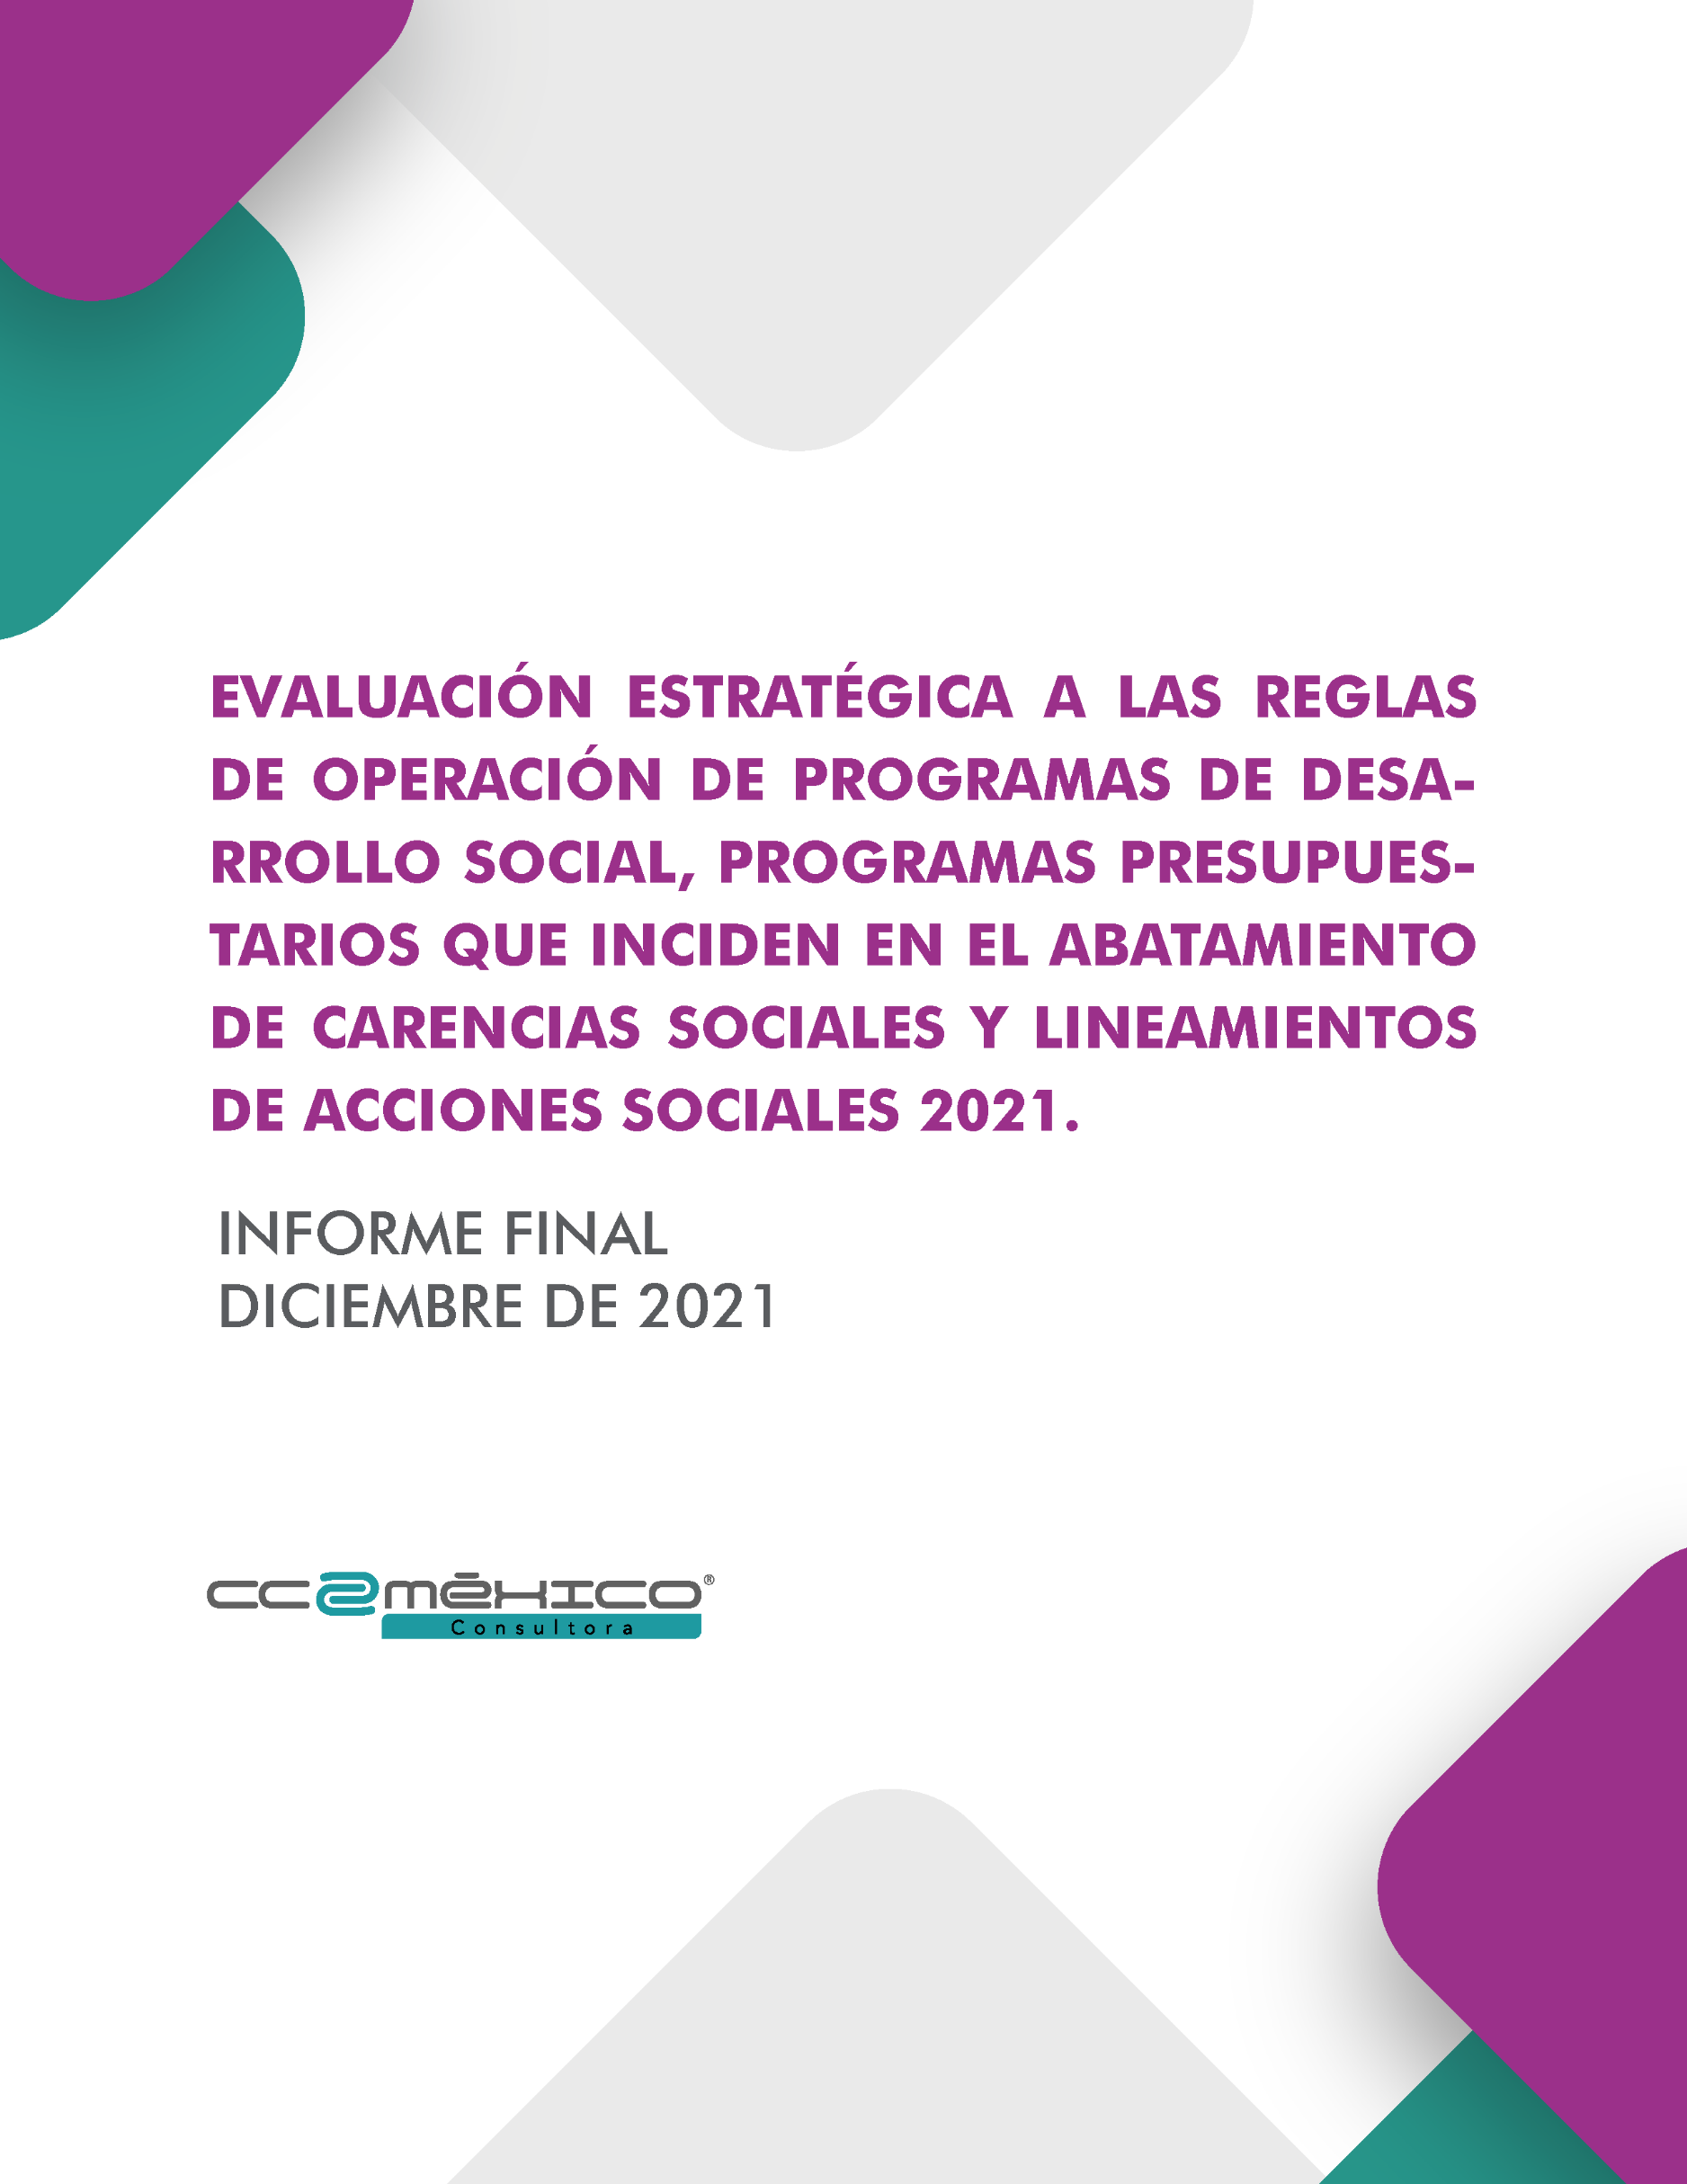 EVALUACIÓN ESTRATÉGICA A LAS REGLAS
DE OPERACIÓN DE PROGRAMAS DE DESA-
RROLLO SOCIAL, PROGRAMAS PRESUPUES-
TARIOS QUE INCIDEN EN EL ABATAMIENTO
DE CARENCIAS SOCIALES Y LINEAMIENTOS
DE ACCIONES SOCIALES 2021.
INFORME FINAL
DICIEMBRE DE 2021
CC2MÉXICO®
Consultora